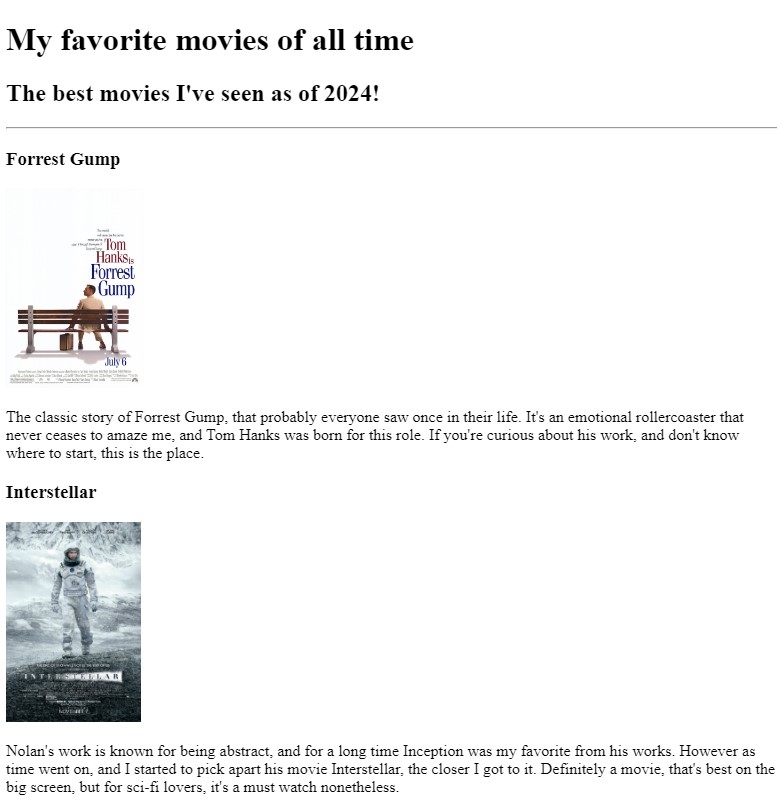 My favorite movies of all time
The best movies I've seen as of 2024!
Forrest Gump
Tom
Hanks is
Forrest
Gump
July 6
The classic story of Forrest Gump, that probably everyone saw once in their life. It's an emotional rollercoaster that
never ceases to amaze me, and Tom Hanks was born for this role. If you're curious about his work, and don't know
where to start, this is the place.
Interstellar
INTERSTELLAR
Nolan's work is known for being abstract, and for a long time Inception was my favorite from his works. However as
time went on, and I started to pick apart his movie Interstellar, the closer I got to it. Definitely a movie, that's best on the
big screen, but for sci-fi lovers, it's a must watch nonetheless.